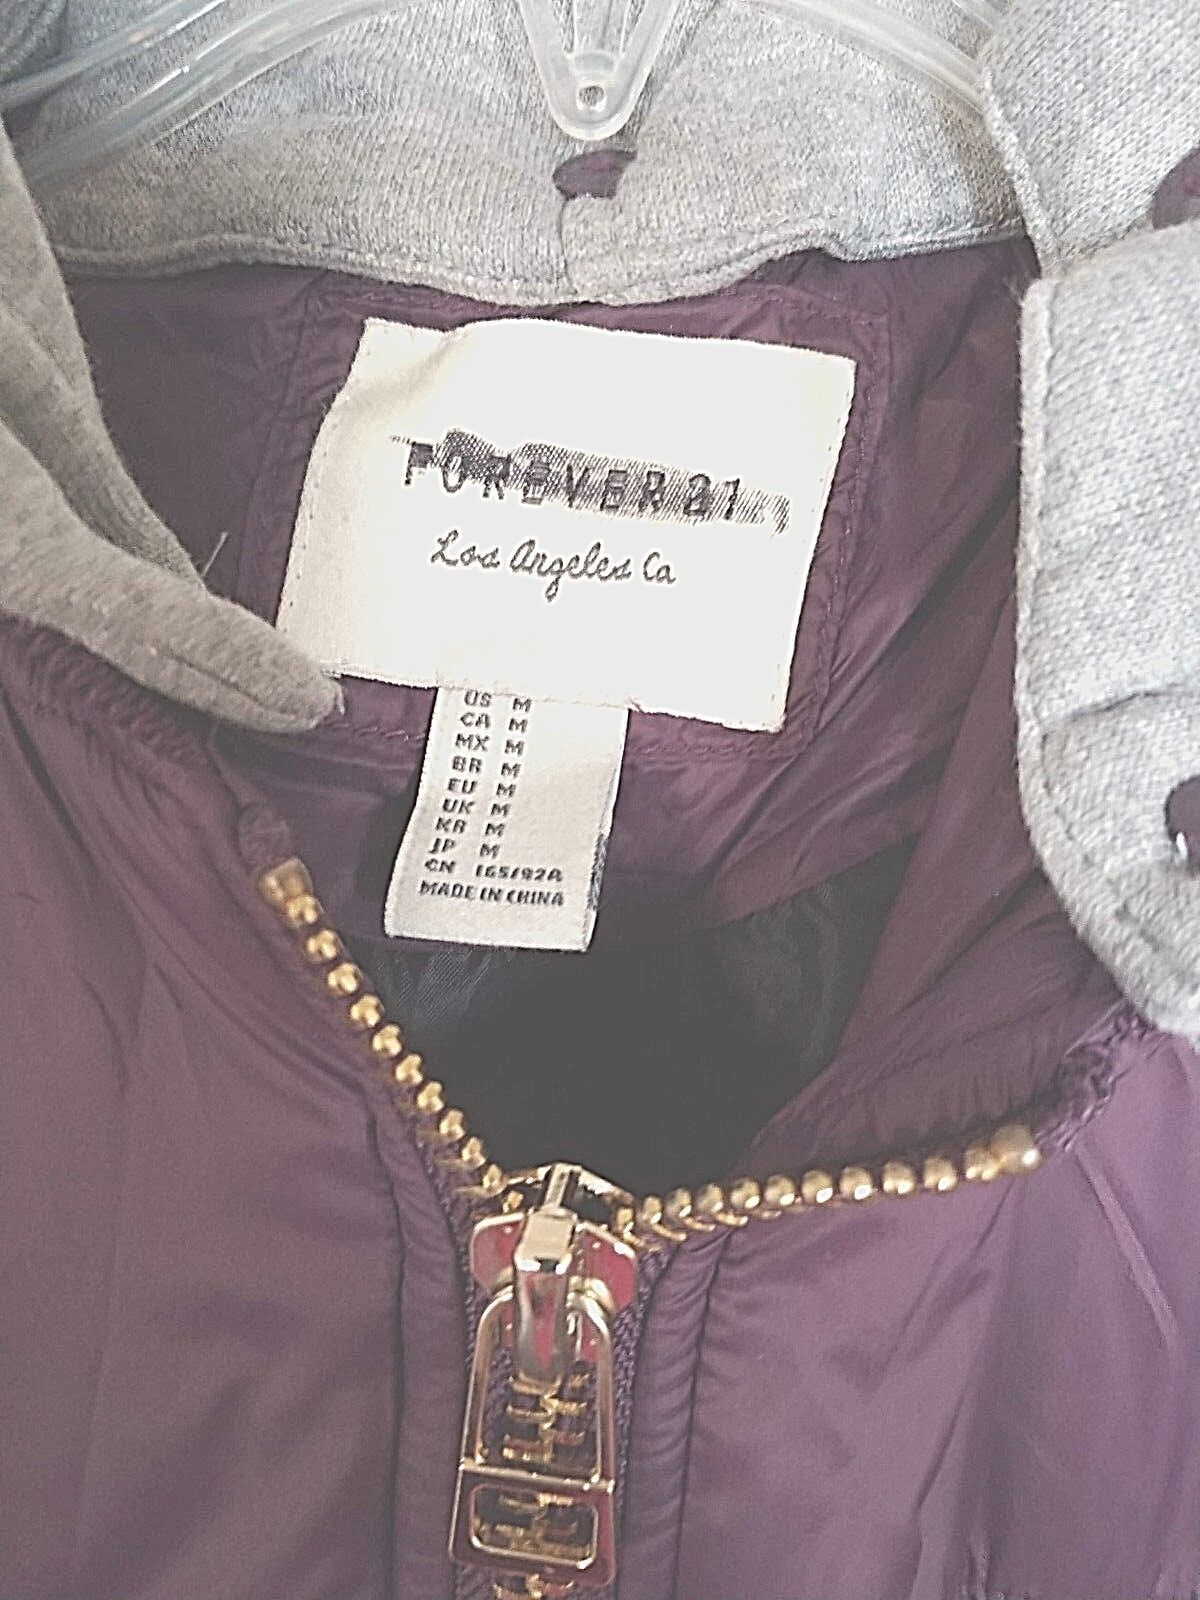 FOREVER 21
Los Angeles Ca
US M
CA M
MX M
BR M
EU M
UK M
KR M
JP M
CN 165/92A
MADE IN CHINA